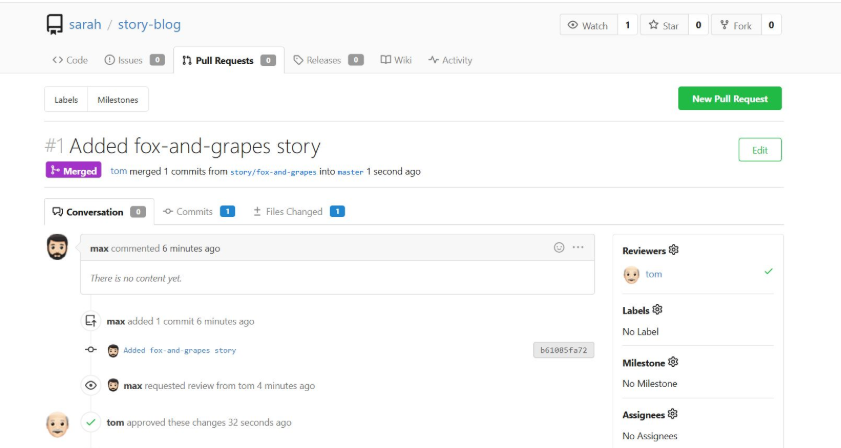 sarah / story-blog
Watch 1 Star 0 Fork 0
Code Issues 0 Pull Requests 0 Releases 0 Wiki Activity
Labels Milestones New Pull Request
#1 Added fox-and-grapes story
Edit
Merged tom merged 1 commits from story/fox-and-grapes into master 1 second ago
Conversation 0 Commits 1 Files Changed 1
max commented 6 minutes ago
There is no content yet.
max added 1 commit 6 minutes ago
Added fox-and-grapes story b61085fa72
max requested review from tom 4 minutes ago
tom approved these changes 32 seconds ago
Reviewers
tom
Labels
No Label
Milestone
No Milestone
Assignees
No Assignees